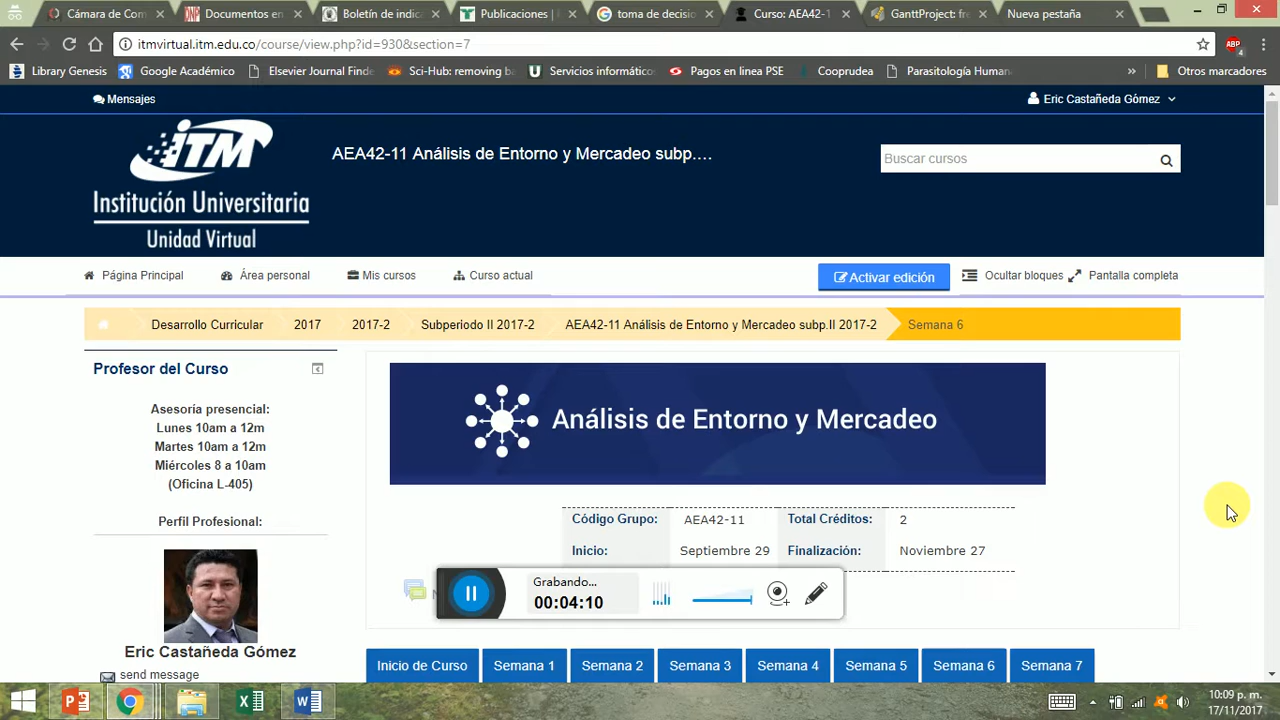 Cámara de Com
Documentos en
Boletín de indica
Publicaciones |
toma de decisio
Curso: AEA42-1
GanttProject: fre
Nueva pestaña
itmvirtual.itm.edu.co/course/view.php?id=930&section=7
ABP
4
Library Genesis
Google Académico
Elsevier Journal Finde
Sci-Hub: removing ba
Servicios informático
Pagos en linea PSE
Cooprudea
Parasitología Human
»
Otros marcadores
Mensajes
Eric Castañeda Gómez
iTM
Institución Universitaria
Unidad Virtual
AEA42-11 Análisis de Entorno y Mercadeo subp....
Buscar cursos
Página Principal
Área personal
Mis cursos
Curso actual
Activar edición
Ocultar bloques
Pantalla completa
Desarrollo Curricular
2017
2017-2
Subperiodo II 2017-2
AEA42-11 Análisis de Entorno y Mercadeo subp.II 2017-2
Semana 6
Profesor del Curso
Asesoría presencial:
Lunes 10am a 12m
Martes 10am a 12m
Miércoles 8 a 10am
(Oficina L-405)
Perfil Profesional:
Eric Castañeda Gómez
send message
Análisis de Entorno y Mercadeo
Código Grupo: AEA42-11 Total Créditos: 2
Inicio: Septiembre 29 Finalización: Noviembre 27
Grabando...
00:04:10
Inicio de Curso
Semana 1
Semana 2
Semana 3
Semana 4
Semana 5
Semana 6
Semana 7
10:09 p. m.
17/11/2017